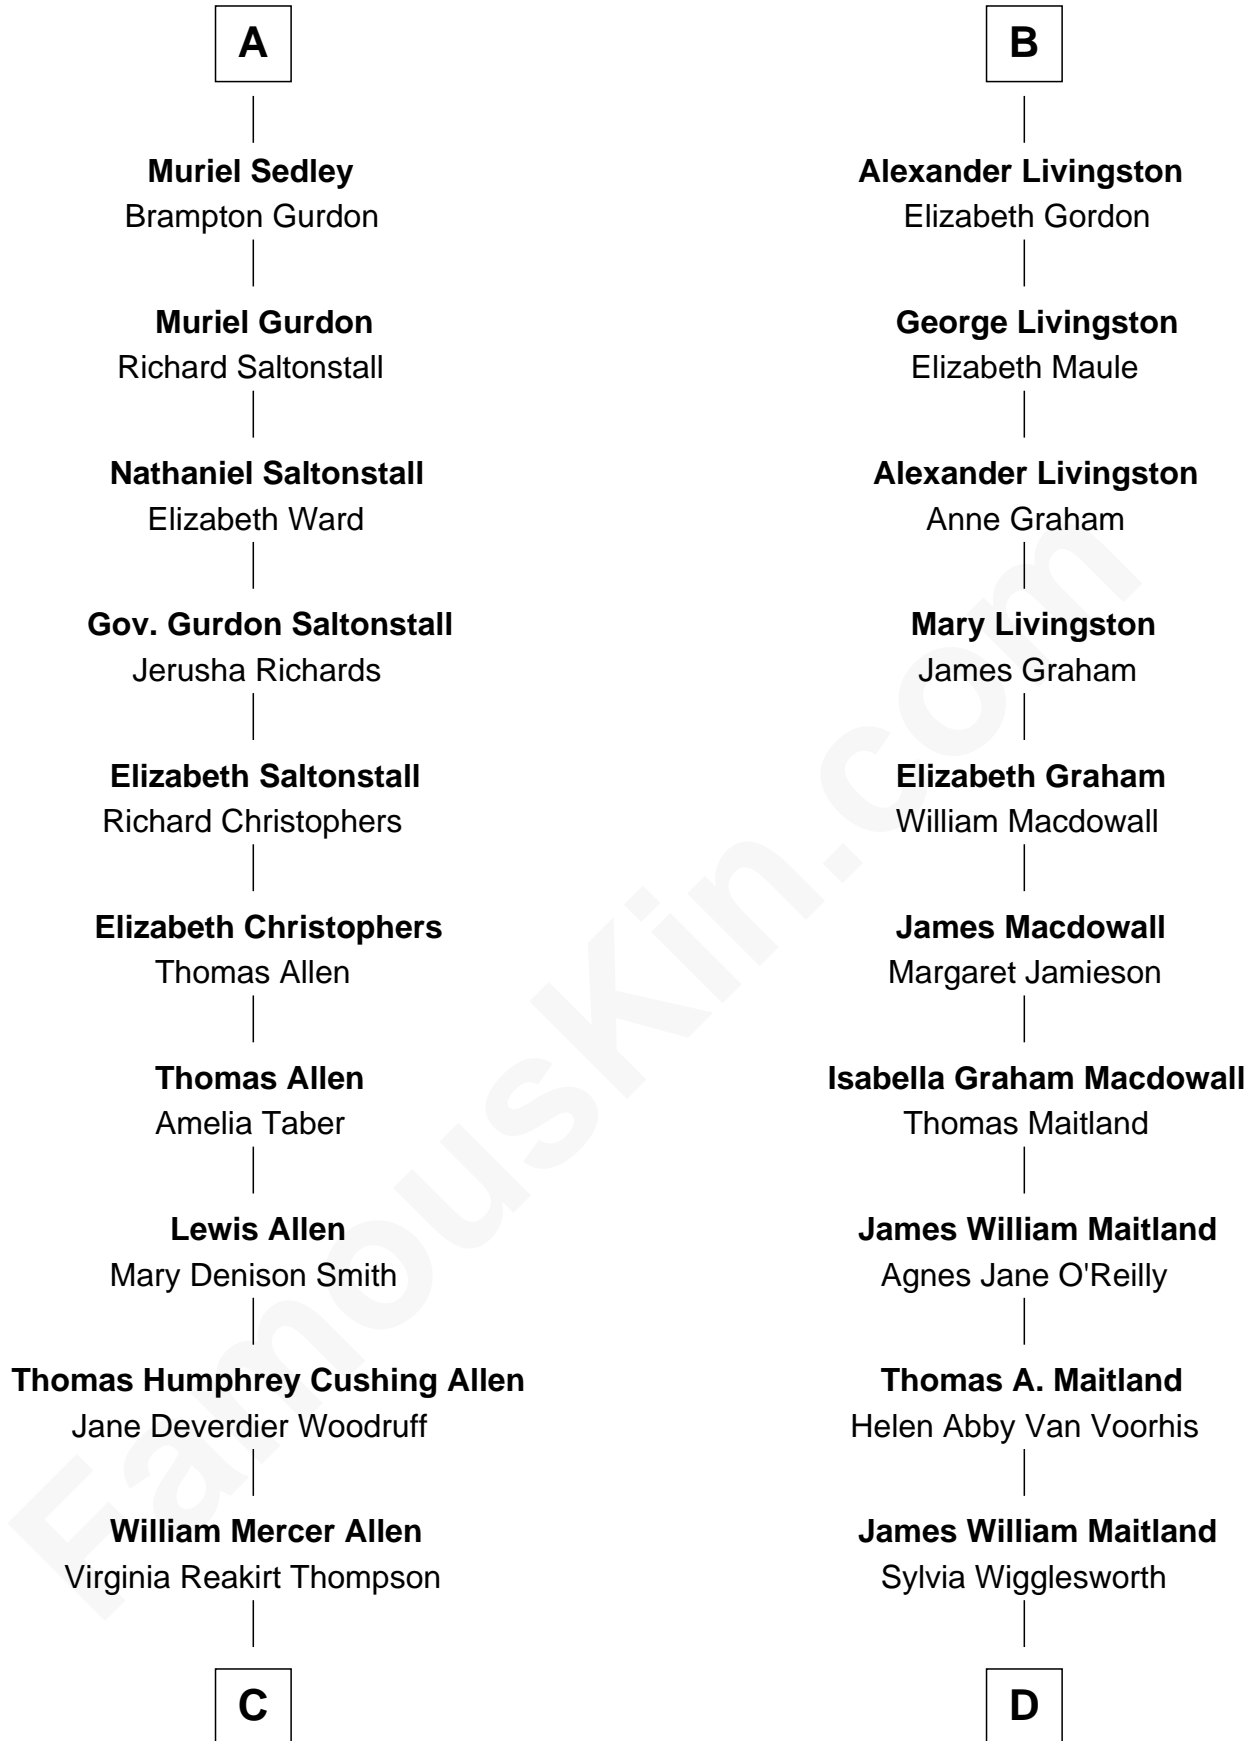 A
Muriel Sedley
Brampton Gurdon
Muriel Gurdon
Richard Saltonstall
Nathaniel Saltonstall
Elizabeth Ward
Gov. Gurdon Saltonstall
Jerusha Richards
Elizabeth Saltonstall
Richard Christophers
Elizabeth Christophers
Thomas Allen
Thomas Allen
Amelia Taber
Lewis Allen
Mary Denison Smith
Thomas Humphrey Cushing Allen
Jane Deverdier Woodruff
William Mercer Allen
Virginia Reakirt Thompson
C
B
Alexander Livingston
Elizabeth Gordon
George Livingston
Elizabeth Maule
Alexander Livingston
Anne Graham
Mary Livingston
James Graham
Elizabeth Graham
William Macdowall
James Macdowall
Margaret Jamieson
Isabella Graham Macdowall
Thomas Maitland
James William Maitland
Agnes Jane O'Reilly
Thomas A. Maitland
Helen Abby Van Voorhis
James William Maitland
Sylvia Wigglesworth
D
FamousKin.com